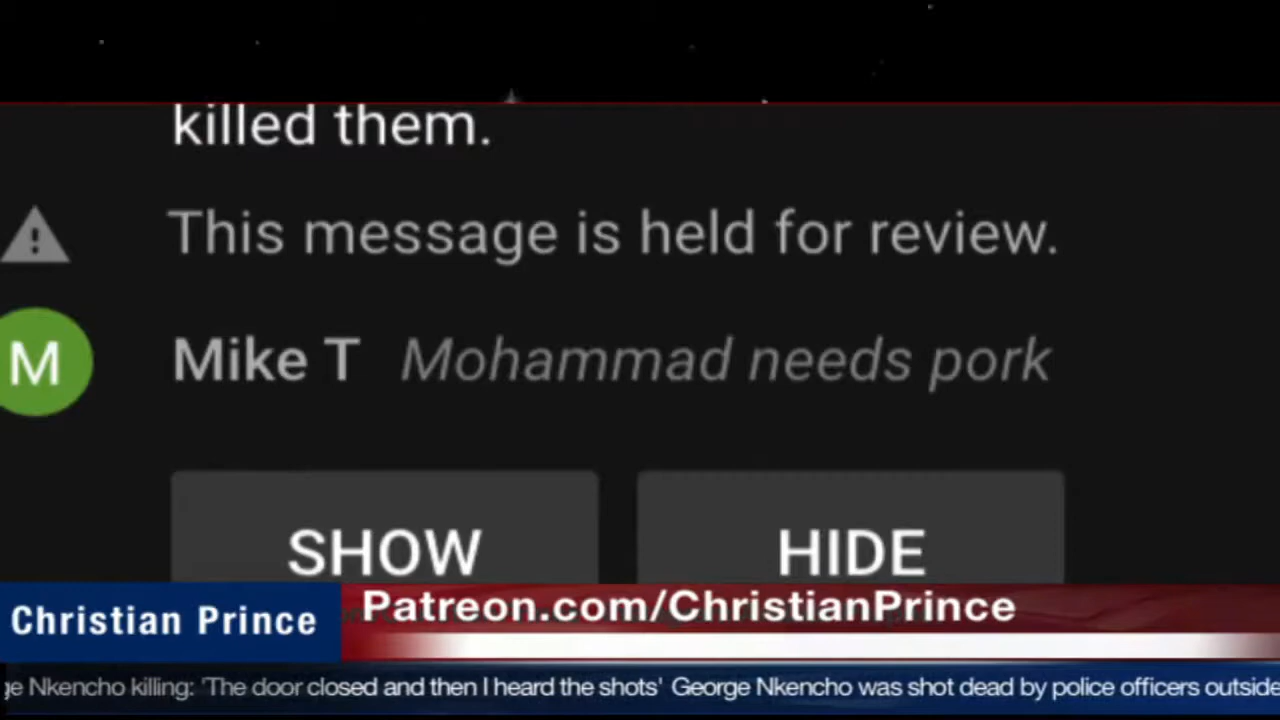 killed them.
This message is held for review.
M
Mike T Mohammad needs pork
SHOW
HIDE
Christian Prince
Patreon.com/ChristianPrince
ge Nkencho killing: 'The door closed and then I heard the shots' George Nkencho was shot dead by police officers outside